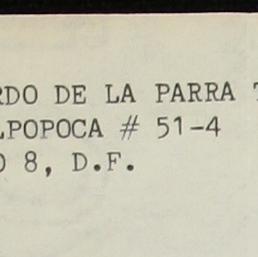 RDO DE LA PARRA
LPOPOCA # 51-4
O 8, D.F.